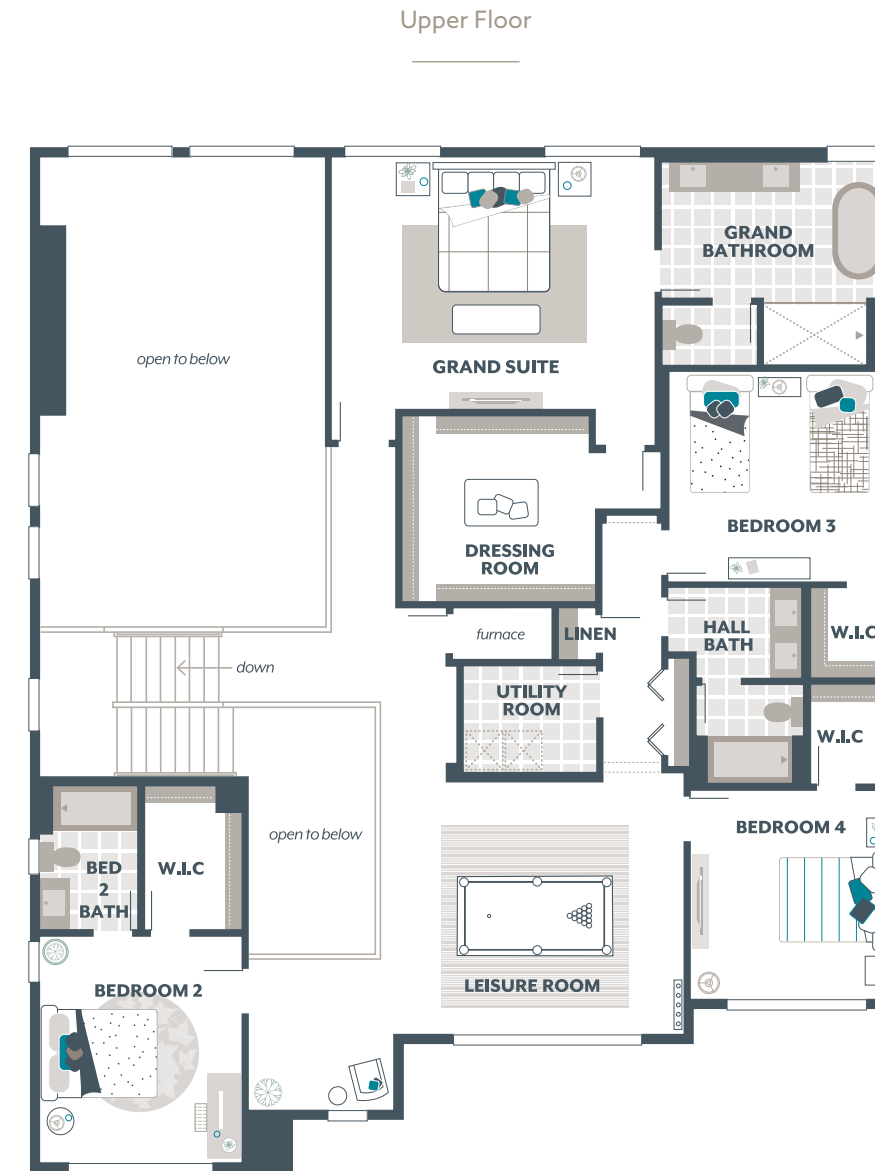 Upper Floor
GRAND
BATHROOM
open to below
GRAND SUITE
BEDROOM 3
DRESSING
ROOM
furnace
LINEN
HALL
BATH
W.I.C
down
UTILITY
ROOM
W.I.C
BEDROOM 4
open to below
BED
2
BATH
W.I.C
LEISURE ROOM
BEDROOM 2